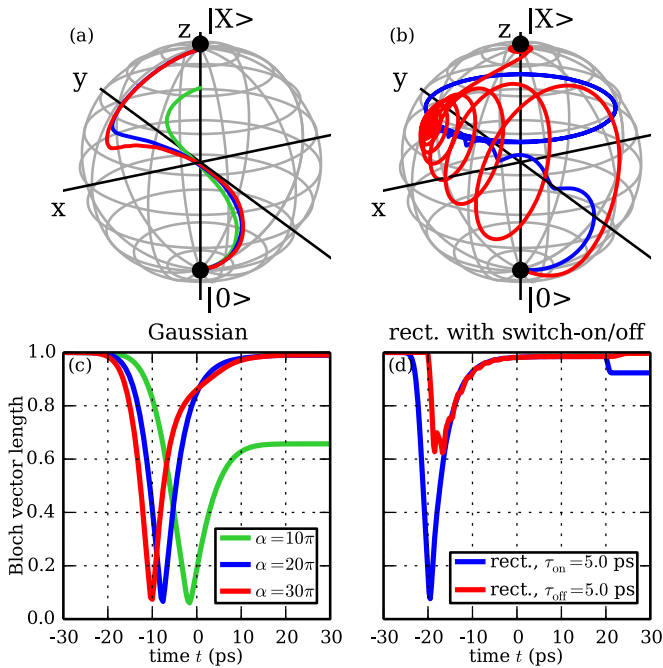 (a)
|X>
z
y
x
|0>
(b)
|X>
z
y
x
|0>
Gaussian
rect. with switch-on/off
(c)
Bloch vector length
1.0
0.8
0.6
0.4
0.2
0.0
-30 -20 -10 0 10 20 30
time t (ps)
α=10π
α=20π
α=30π
(d)
rect., τon=5.0 ps
rect., τoff=5.0 ps
-30 -20 -10 0 10 20 30
time t (ps)